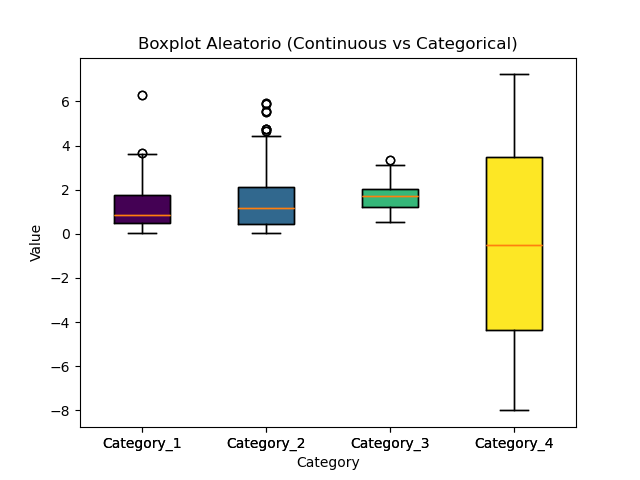 Boxplot Aleatorio (Continuous vs Categorical)
6
4
2
0
−2
−4
−6
−8
Value
Category_1 Category_2 Category_3 Category_4
Category